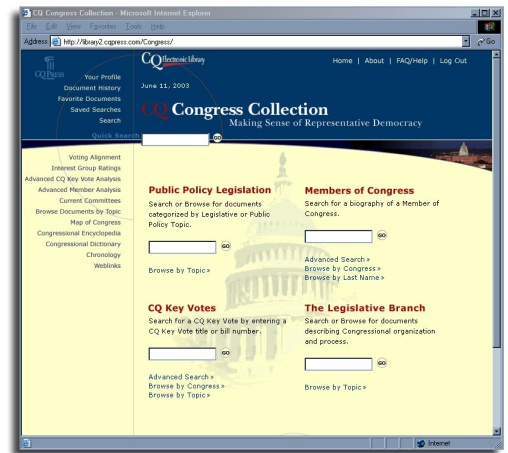 CQ Congress Collection - Microsoft Internet Explorer
File Edit View Favorites Tools Help
Address http://library2.cqpress.com/Congress/ Go
CQ PRESS
CQ Electronic Library
Home | About | FAQ/Help | Log Out
Your Profile
Document History
Favorite Documents
Saved Searches
Search
Quick Search GO
June 11, 2003
CQ Congress Collection
Making Sense of Representative Democracy
Voting Alignment
Interest Group Ratings
Advanced CQ Key Vote Analysis
Advanced Member Analysis
Current Committees
Browse Documents by Topic
Map of Congress
Congressional Encyclopedia
Congressional Dictionary
Chronology
Weblinks
Public Policy Legislation
Search or Browse for documents
categorized by Legislative or Public
Policy Topic.
GO
Browse by Topic»
Members of Congress
Search for a biography of a Member of
Congress.
GO
Advanced Search»
Browse by Congress»
Browse by Last Name»
CQ Key Votes
Search for a CQ Key Vote by entering a
CQ Key Vote title or bill number.
GO
Advanced Search»
Browse by Congress»
Browse by Topic»
The Legislative Branch
Search or Browse for documents
describing Congressional organization
and process.
GO
Browse by Topic»
Internet